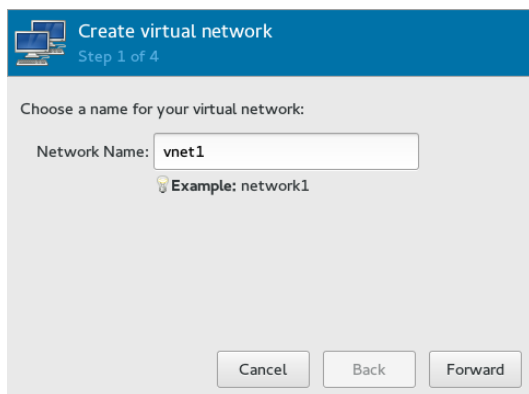 Create virtual network
Step 1 of 4
Choose a name for your virtual network:
Network Name: vnet1
Example: network1
Cancel Back Forward